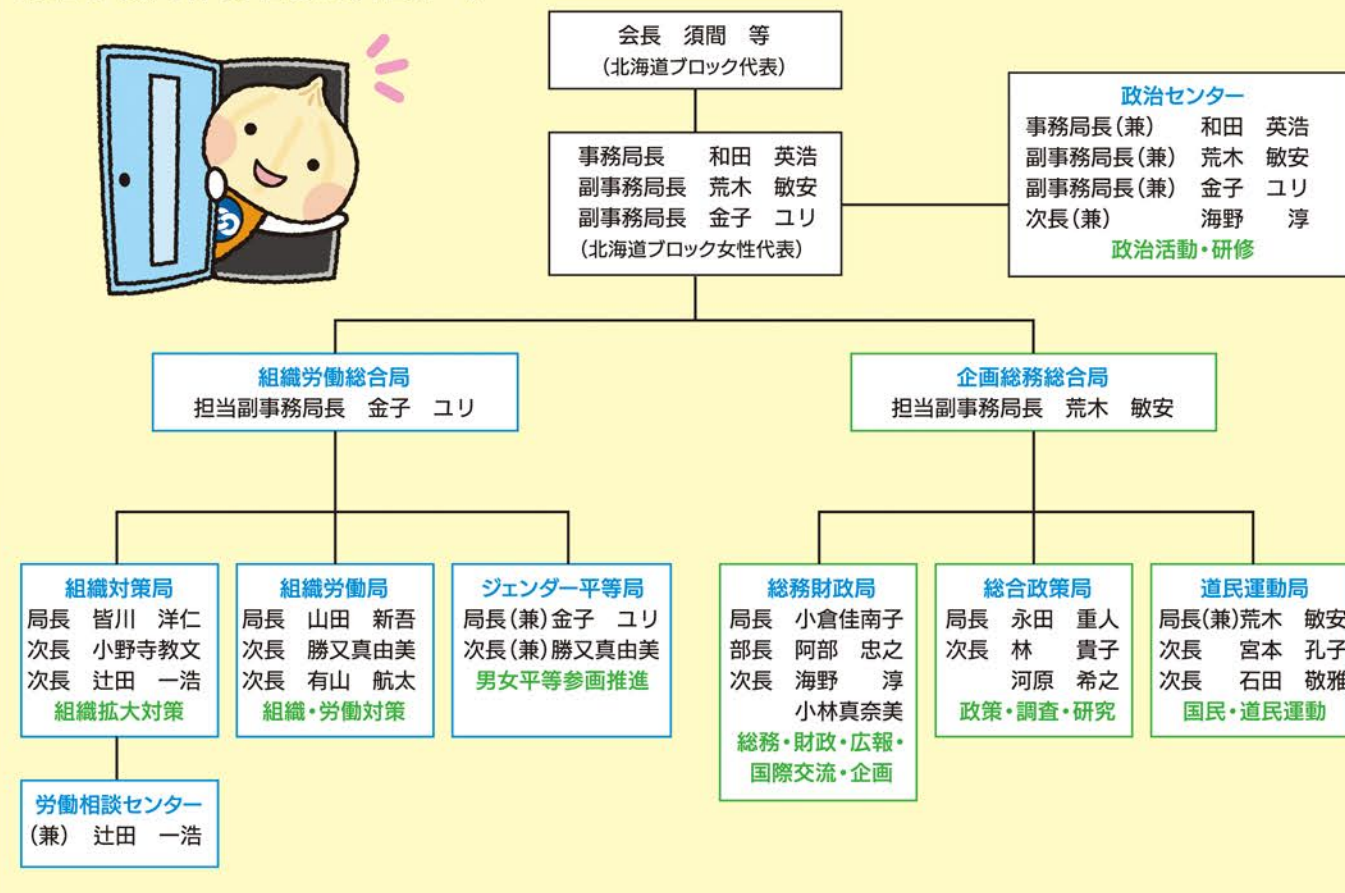 会長 須間 等
(北海道ブロック代表)
事務局長 和田 英浩
副事務局長 荒木 敏安
副事務局長 金子 ユリ
(北海道ブロック女性代表)
政治センター
事務局長(兼) 和田 英浩
副事務局長(兼) 荒木 敏安
副事務局長(兼) 金子 ユリ
次長(兼) 海野 淳
政治活動・研修
組織労働総合局
担当副事務局長 金子 ユリ
企画総務総合局
担当副事務局長 荒木 敏安
組織対策局
局長 皆川 洋仁
次長 小野寺教文
次長 辻田 一浩
組織拡大対策
組織労働局
局長 山田 新吾
次長 勝又真由美
次長 有山 航太
組織・労働対策
ジェンダー平等局
局長(兼)金子 ユリ
次長(兼)勝又真由美
男女平等参画推進
総務財政局
局長 小倉佳南子
部長 阿部 忠之
次長 海野 淳
小林真奈美
総務・財政・広報・
国際交流・企画
総合政策局
局長 永田 重人
次長 林 貴子
河原 希之
政策・調査・研究
道民運動局
局長(兼)荒木 敏安
次長 宮本 孔子
次長 石田 敬雅
国民・道民運動
労働相談センター
(兼) 辻田 一浩